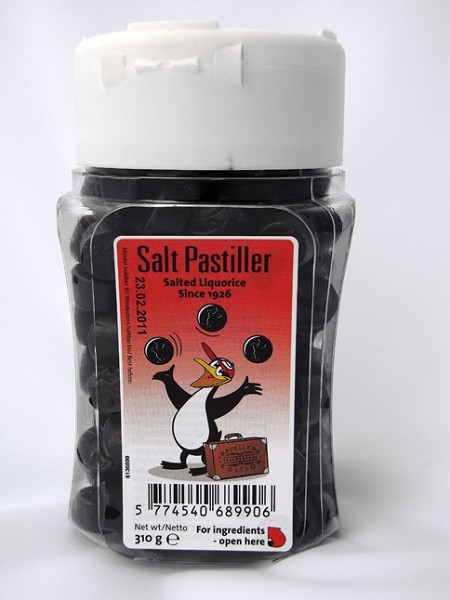 Salt Pastiller
Salted Liquorice
Since 1926
23.02.2011
TRAVELLERS
5 774540 689906
Net wt/Netto
310 g ℮
For ingredients
- open here